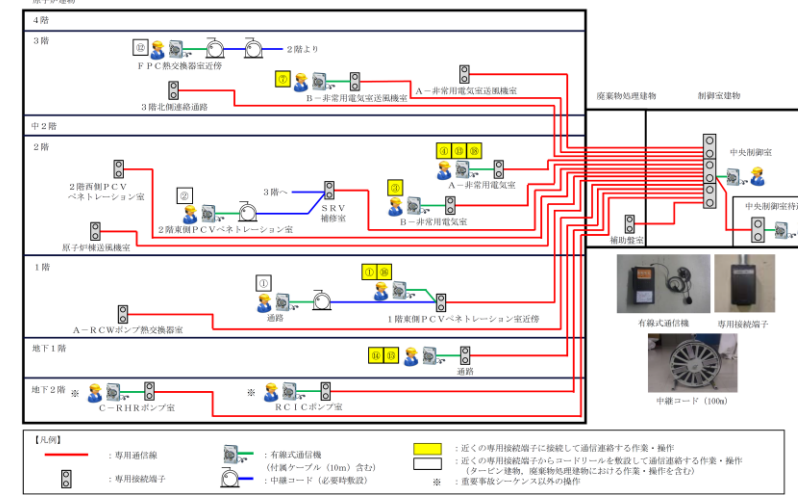 原子炉建物
4階
3階
⑫
2階より
FPC熱交換器室近傍
⑦
B－非常用電気室送風機室
A－非常用電気室送風機室
3階北側連絡通路
廃棄物処理建物
制御室建物
中2階
2階
2階西側PCV
ペネトレーション室
②
2階東側PCVペネトレーション室
3階へ
SRV
補修室
③
B－非常用電気室
A－非常用電気室
中央制御室
中央制御室待
補助盤室
原子炉棟送風機室
1階
①
通路
①⑯
1階東側PCVペネトレーション室近傍
A－RCWポンプ熱交換器室
有線式通信機
専用接続端子
中継コード (100m)
地下1階
通路
地下2階 ※
C－RHRポンプ室
※
RCICポンプ室
【凡例】
：専用通信線
：専用接続端子
：有線式通信機
(付属ケーブル (10m) 含む)
：中継コード (必要時敷設)
：近くの専用接続端子に接続して通信連絡する作業・操作
：近くの専用接続端子からコードリールを敷設して通信連絡する作業・操作
(タービン建物，廃棄物処理建物における作業・操作を含む)
※ ：重要事故シーケンス以外の操作